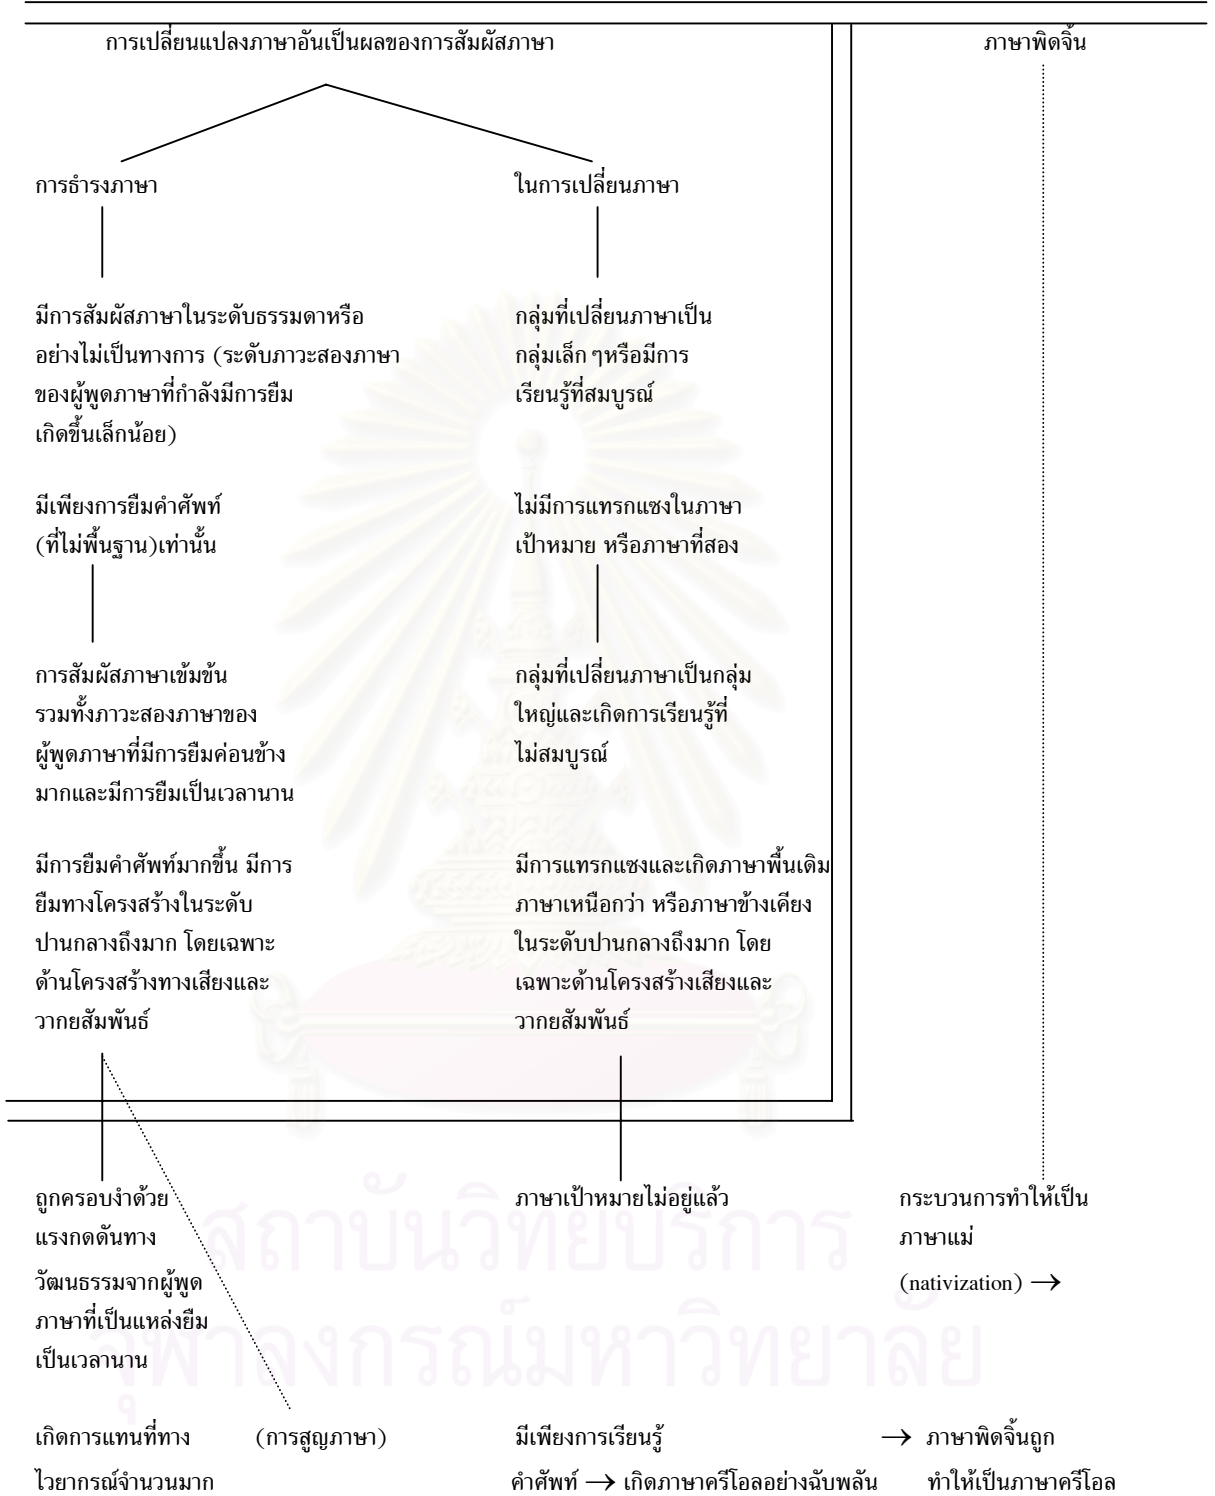 การเปลี่ยนแปลงภาษาอันเป็นผลของการสัมผัสภาษา
ภาษาพิดจิ้น
การธำรงภาษา
ในการเปลี่ยนภาษา
มีการสัมผัสภาษาในระดับธรรมดาหรือ
อย่างไม่เป็นทางการ (ระดับภาวะสองภาษา
ของผู้พูดภาษาที่กำลังมีการยืม
เกิดขึ้นเล็กน้อย)
กลุ่มที่เปลี่ยนภาษาเป็น
กลุ่มเล็ก ๆหรือมีการ
เรียนรู้ที่สมบูรณ์
มีเพียงการยืมคำศัพท์
(ที่ไม่พื้นฐาน)เท่านั้น
ไม่มีการแทรกแซงในภาษา
เป้าหมาย หรือภาษาที่สอง
การสัมผัสภาษาเข้มข้น
รวมทั้งภาวะสองภาษาของ
ผู้พูดภาษาที่มีการยืมค่อนข้าง
มากและมีการยืมเป็นเวลานาน
กลุ่มที่เปลี่ยนภาษาเป็นกลุ่ม
ใหญ่และเกิดการเรียนรู้ที่
ไม่สมบูรณ์
มีการยืมคำศัพท์มากขึ้น มีการ
ยืมทางโครงสร้างในระดับ
ปานกลางถึงมาก โดยเฉพาะ
ด้านโครงสร้างทางเสียงและ
วากยสัมพันธ์
มีการแทรกแซงและเกิดภาษาพื้นเดิม
ภาษาเหนือกว่า หรือภาษาข้างเคียง
ในระดับปานกลางถึงมาก โดย
เฉพาะด้านโครงสร้างเสียงและ
วากยสัมพันธ์
ถูกครอบงำด้วย
แรงกดดันทาง
วัฒนธรรมจากผู้พูด
ภาษาที่เป็นแหล่งยืม
เป็นเวลานาน
ภาษาเป้าหมายไม่อยู่แล้ว
กระบวนการทำให้เป็น
ภาษาแม่
(nativization) →
สถาบันวิทยบริการ
จุฬาลงกรณ์มหาวิทยาลัย
เกิดการแทนที่ทาง
ไวยากรณ์จำนวนมาก
(การสูญภาษา)
มีเพียงการเรียนรู้
คำศัพท์ → เกิดภาษาครีโอลอย่างฉับพลัน
→ ภาษาพิดจิ้นถูก
ทำให้เป็นภาษาครีโอล